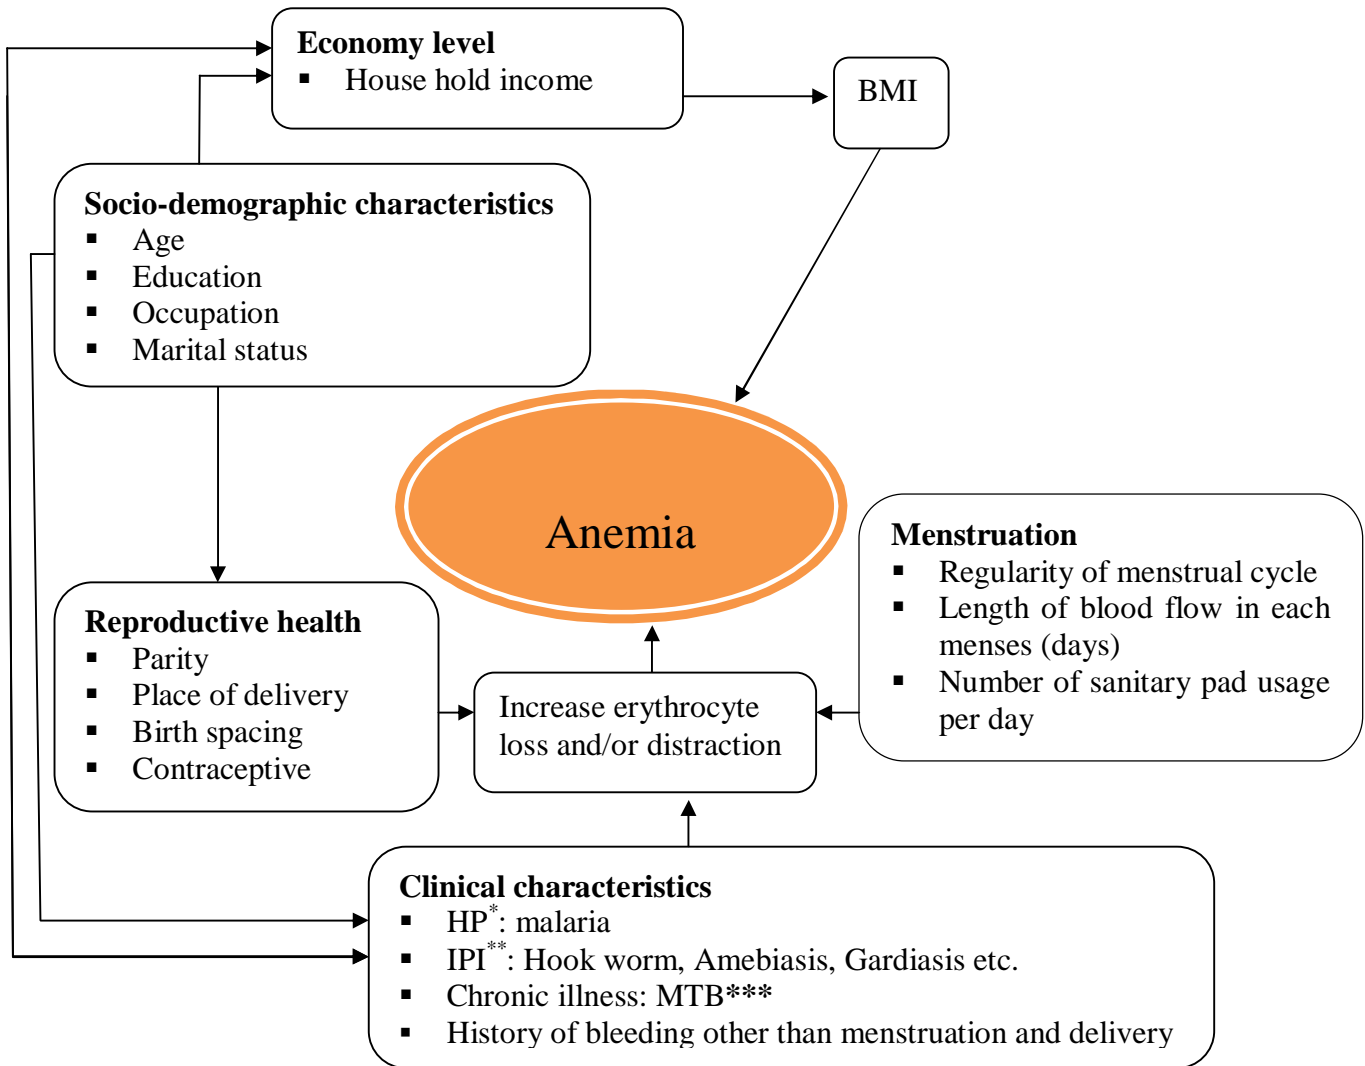 Economy level
▪ House hold income
BMI
Socio-demographic characteristics
▪ Age
▪ Education
▪ Occupation
▪ Marital status
Anemia
Menstruation
▪ Regularity of menstrual cycle
▪ Length of blood flow in each
menses (days)
▪ Number of sanitary pad usage
per day
Reproductive health
▪ Parity
▪ Place of delivery
▪ Birth spacing
▪ Contraceptive
Increase erythrocyte
loss and/or distraction
Clinical characteristics
▪ HP*: malaria
▪ IPI**: Hook worm, Amebiasis, Gardiasis etc.
▪ Chronic illness: MTB***
▪ History of bleeding other than menstruation and delivery